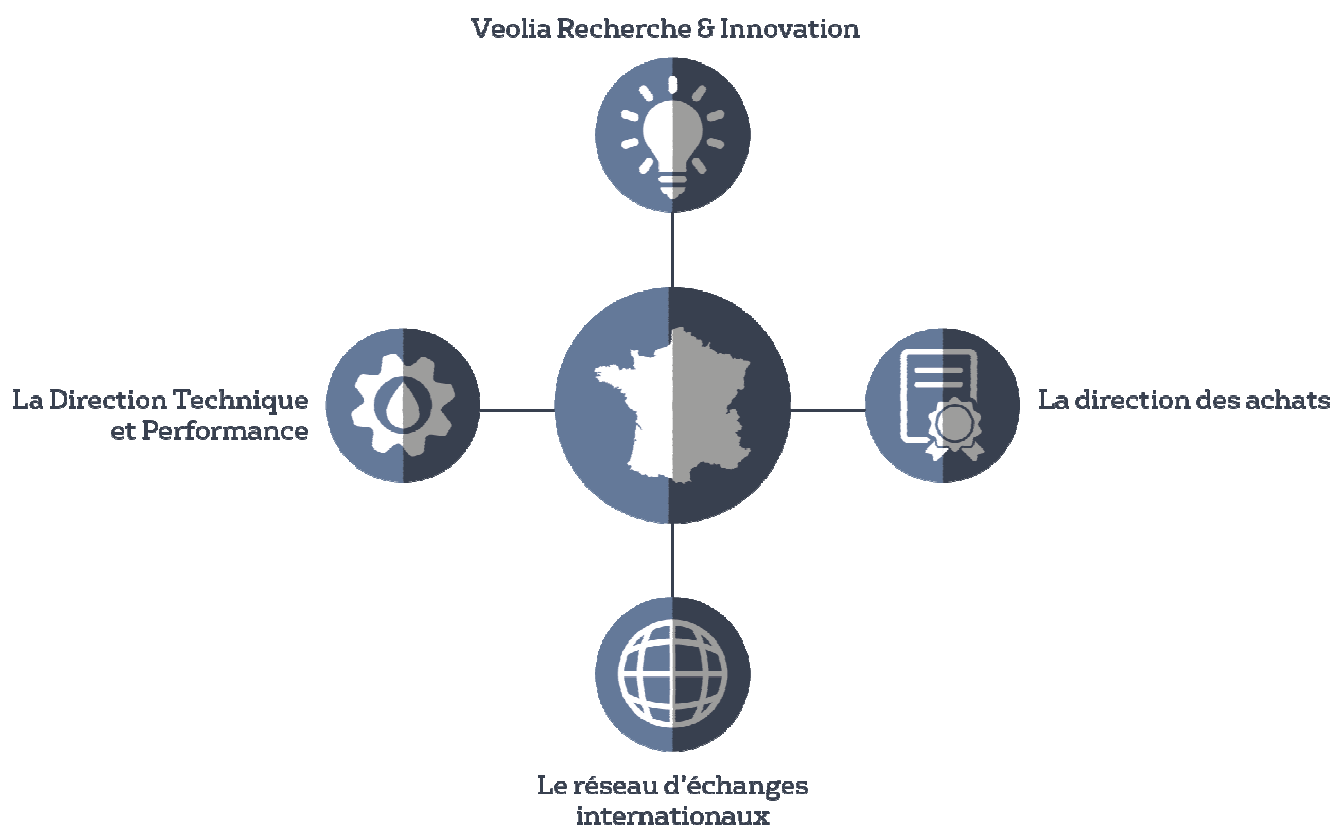 Veolia Recherche & Innovation
La Direction Technique
et Performance
La direction des achats
Le réseau d'échanges
internationaux